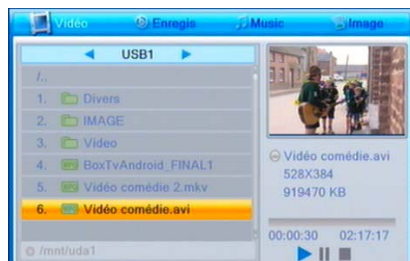 Vidéo
Enregis
Music
Image
USB1
/..
1. Divers
2. IMAGE
3. Video
4. BoxTvAndroid_FINAL1
5. Vidéo comédie 2.mkv
6. Vidéo comédie.avi
/mnt/uda1
Vidéo comédie.avi
528X384
919470 KB
00:00:30 02:17:17